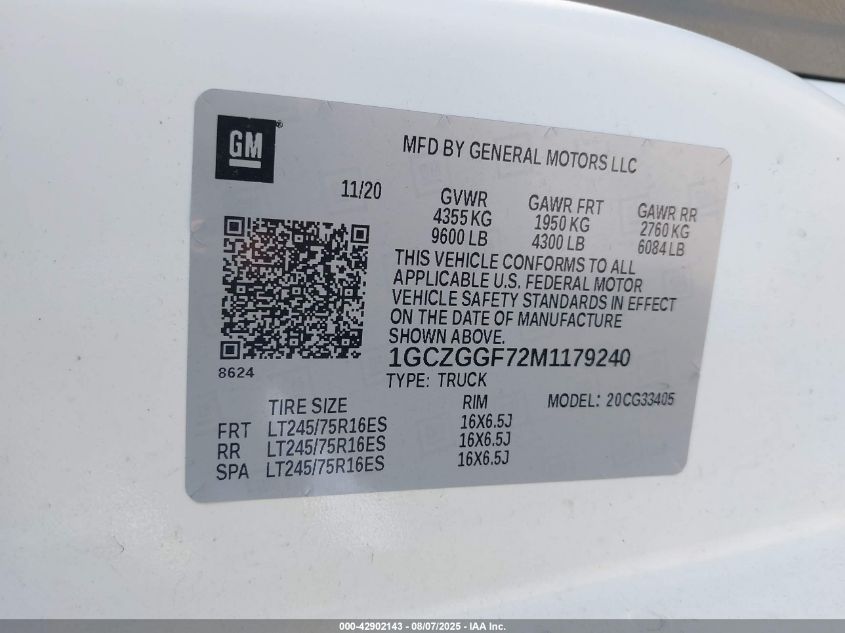 GM®
MFD BY GENERAL MOTORS LLC
11/20
GVWR
4355 KG
9600 LB
GAWR FRT
1950 KG
4300 LB
GAWR RR
2760 KG
6084 LB
THIS VEHICLE CONFORMS TO ALL
APPLICABLE U.S. FEDERAL MOTOR
VEHICLE SAFETY STANDARDS IN EFFECT
ON THE DATE OF MANUFACTURE
SHOWN ABOVE.
1GCZGGF72M1179240
8624
TYPE: TRUCK
MODEL: 20CG33405
TIRE SIZE RIM
FRT LT245/75R16ES 16X6.5J
RR LT245/75R16ES 16X6.5J
SPA LT245/75R16ES 16X6.5J
000-42902143 - 08/07/2025 - IAA Inc.